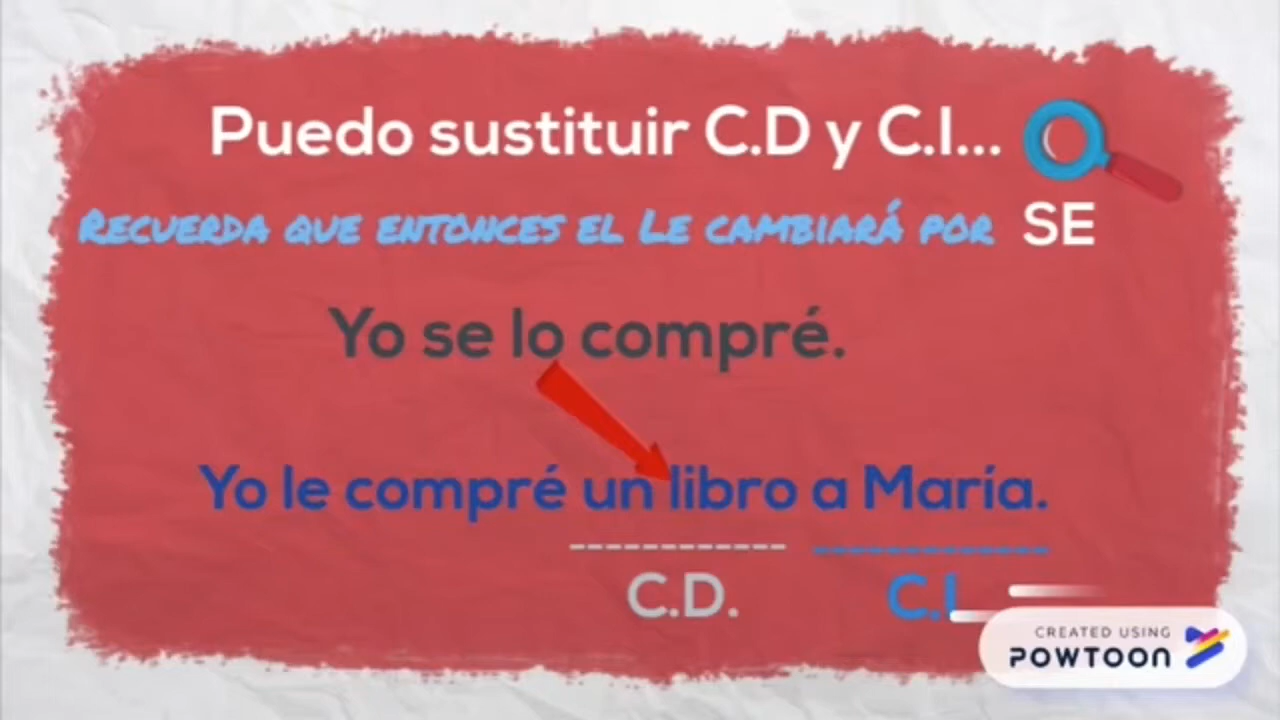 Puedo sustituir C.D y C.I...
Recuerda que entonces el Le cambiará por SE
Yo se lo compré.
Yo le compré un libro a María.
C.D. C.I
CREATED USING
POWTOON